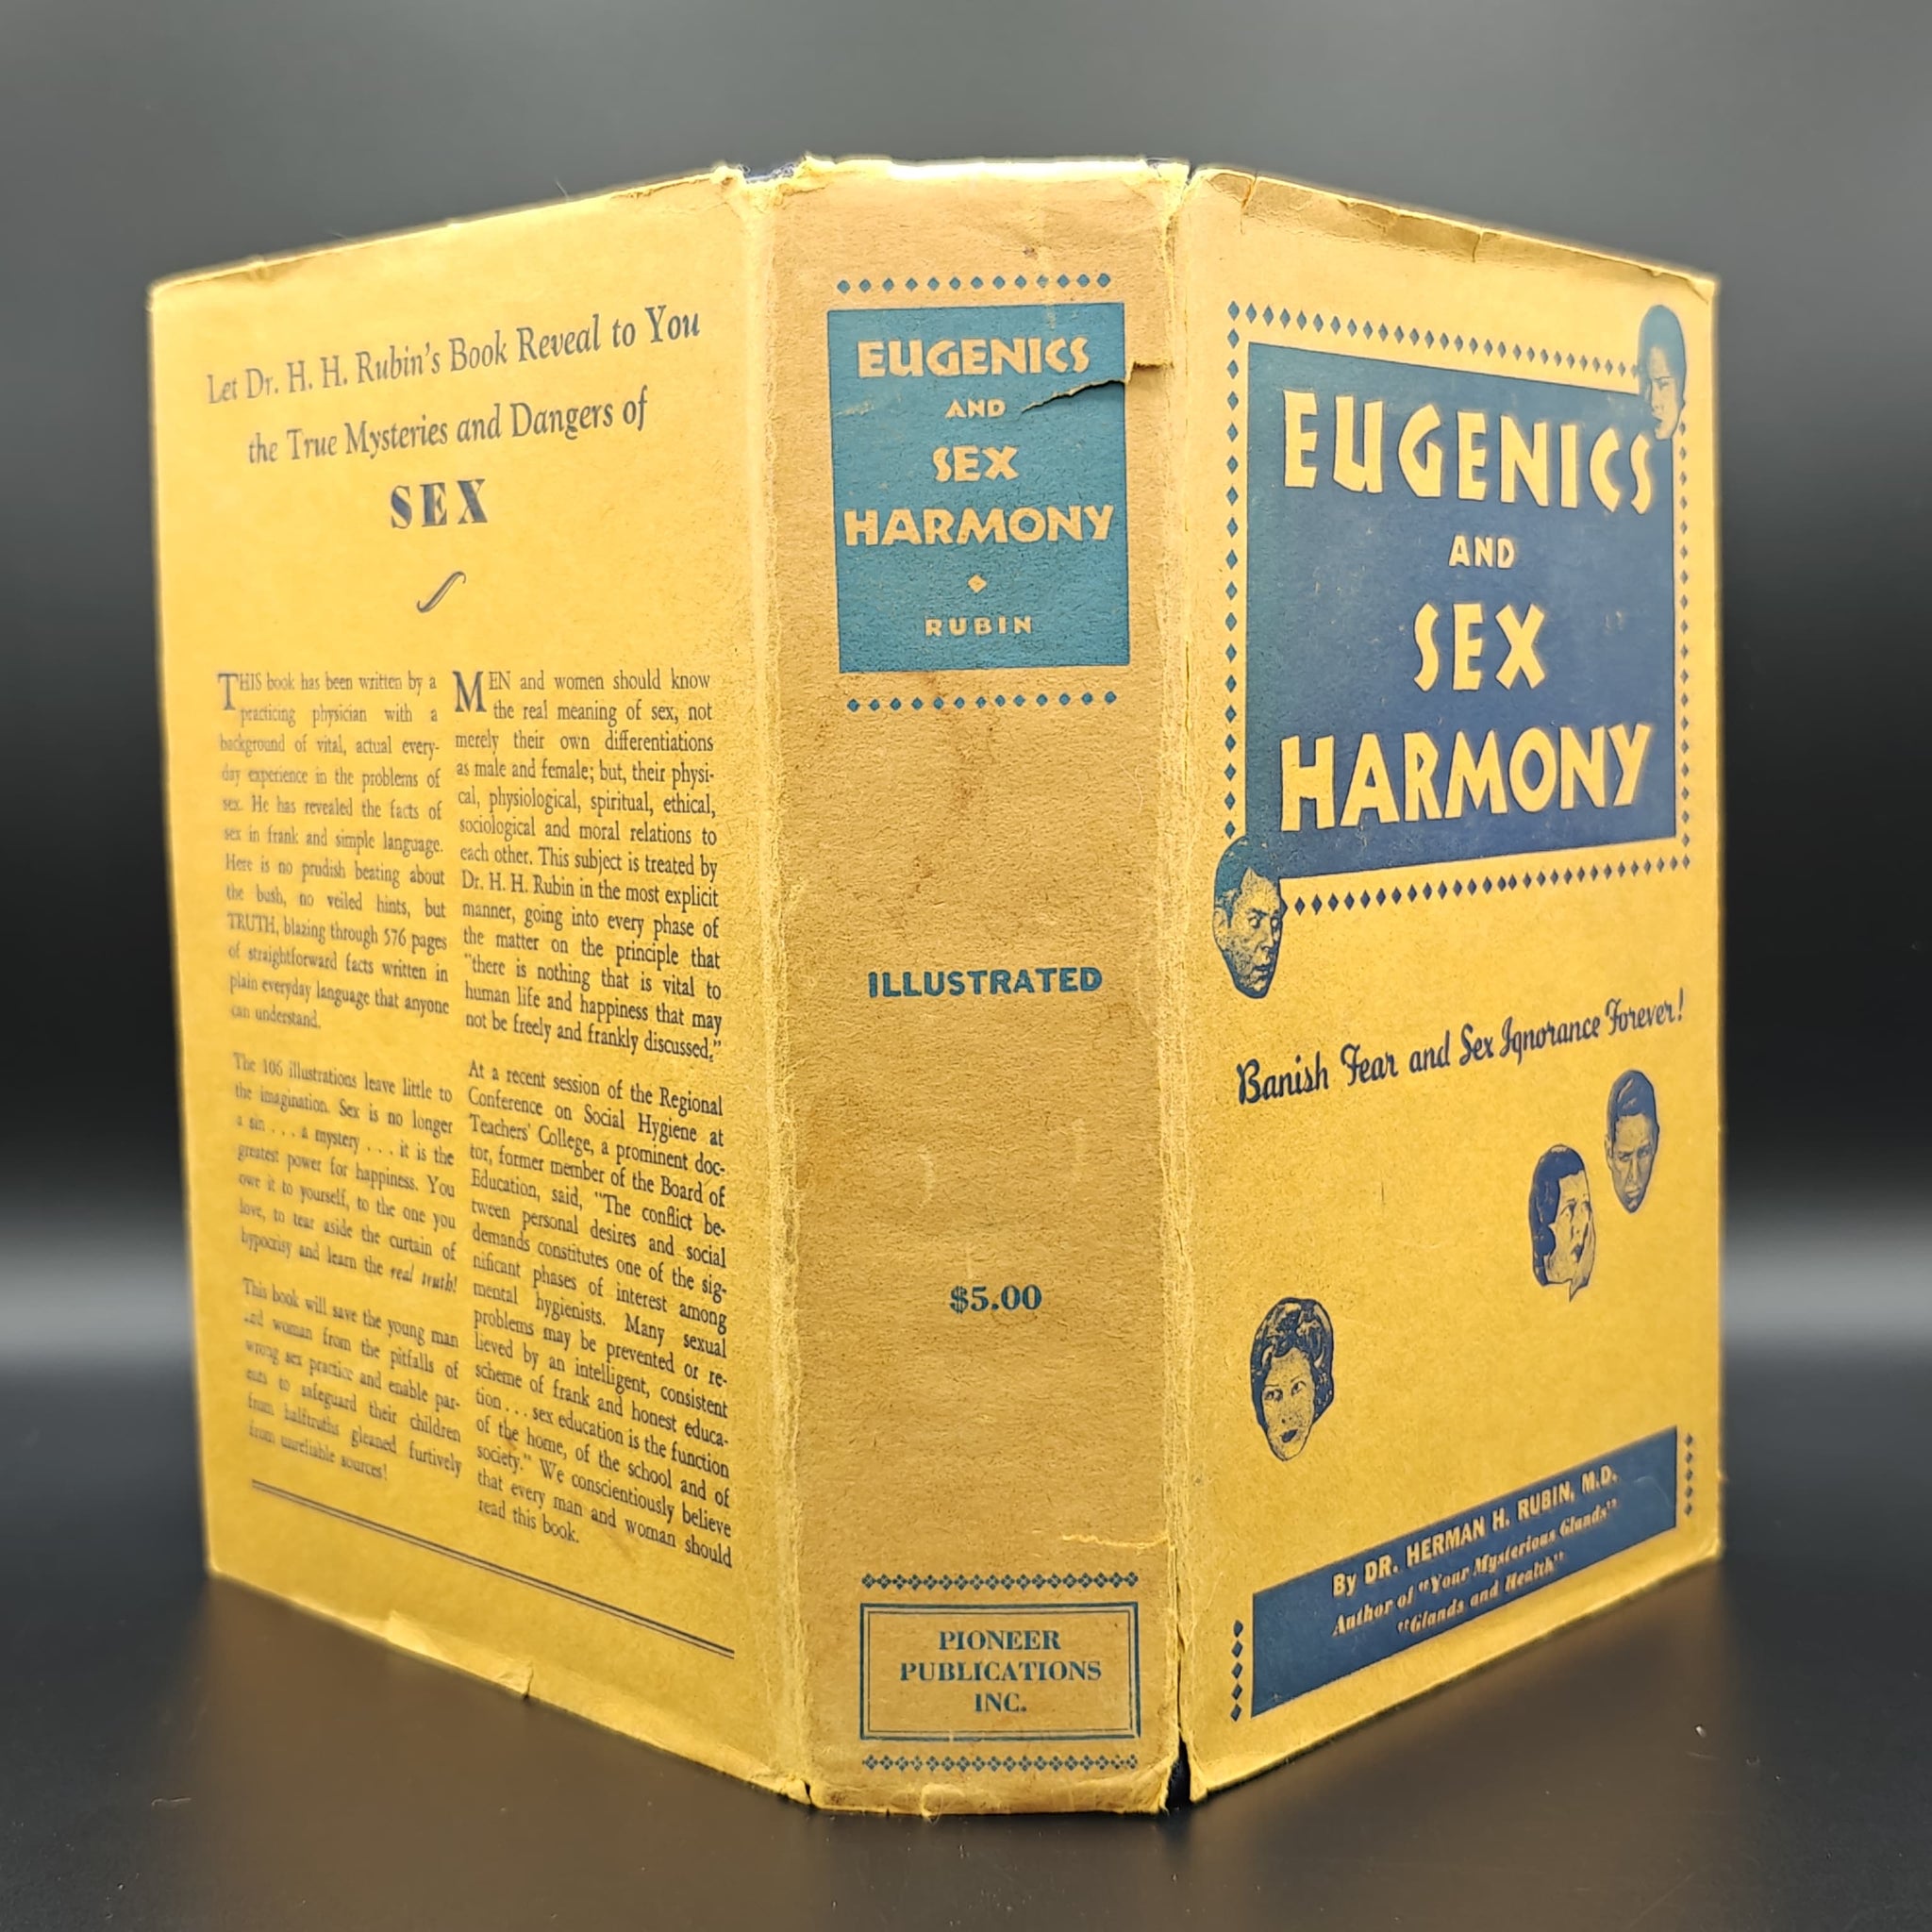 Let Dr. H. H. Rubin's Book Reveal to You
the True Mysteries and Dangers of
SEX
THIS book has been written by a
practicing physician with a
background of vital, actual every-
day experience in the problems of
sex. He has revealed the facts of
sex in frank and simple language.
Here is no prudish beating about
the bush, no veiled hints, but
TRUTH, blazing through 576 pages
of straightforward facts written in
plain everyday language that anyone
can understand.
The 106 illustrations leave little to
the imagination. Sex is no longer
a sin . . . a mystery . . . it is the
greatest power for happiness. You
owe it to yourself, to the one you
love, to tear aside the curtain of
hypocrisy and learn the real truth!
This book will save the young man
and woman from the pitfalls of
wrong sex practice and enable par-
ents to safeguard their children
from halftruths gleaned furtively
from unreliable sources!
MEN and women should know
the real meaning of sex, not
merely their own differentiations
as male and female; but, their physi-
cal, physiological, spiritual, ethical,
sociological and moral relations to
each other. This subject is treated by
Dr. H. H. Rubin in the most explicit
manner, going into every phase of
the matter on the principle that
"there is nothing that is vital to
human life and happiness that may
not be freely and frankly discussed."
At a recent session of the Regional
Conference on Social Hygiene at
Teachers' College, a prominent doc-
tor, former member of the Board of
Education, said, "The conflict be-
tween personal desires and social
demands constitutes one of the sig-
nificant phases of interest among
mental hygienists. Many sexual
problems may be prevented or re-
lieved by an intelligent, consistent
scheme of frank and honest educa-
tion . . . sex education is the function
of the home, of the school and of
society." We conscientiously believe
that every man and woman should
read this book.
EUGENICS
AND
SEX
HARMONY
RUBIN
ILLUSTRATED
$5.00
PIONEER
PUBLICATIONS
INC.
EUGENICS
AND
SEX
HARMONY
Banish Fear and Sex Ignorance Forever!
By DR. HERMAN H. RUBIN, M.D.
Author of "Your Mysterious Glands"
"Glands and Health"